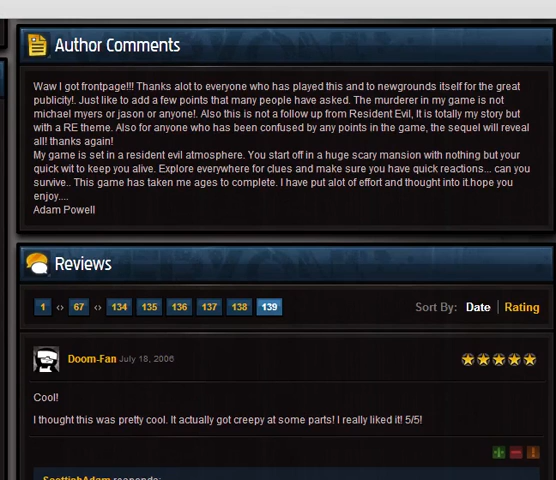 Author Comments
Waw I got frontpage!!! Thanks alot to everyone who has played this and to newgrounds itself for the great
publicity!. Just like to add a few points that many people have asked. The murderer in my game is not
michael myers or jason or anyone!. Also this is not a follow up from Resident Evil, It is totally my story but
with a RE theme. Also for anyone who has been confused by any points in the game, the sequel will reveal
all! thanks again!
My game is set in a resident evil atmosphere. You start off in a huge scary mansion with nothing but your
quick wit to keep you alive. Explore everywhere for clues and make sure you have quick reactions... can you
survive.. This game has taken me ages to complete. I have put alot of effort and thought into it.hope you
enjoy....
Adam Powell
Reviews
1 <> 67 <> 134 135 136 137 138 139 Sort By: Date | Rating
Doom-Fan July 18, 2006
Cool!
I thought this was pretty cool. It actually got creepy at some parts! I really liked it! 5/5!
ScottishAdam responds: